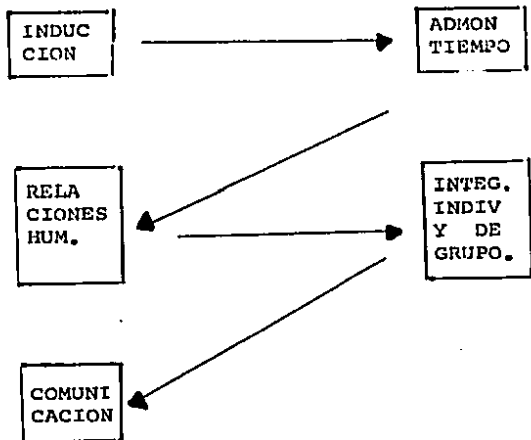 INDUC
CION
ADMON
TIEMPO
RELA
CIONES
HUM.
INTEG.
INDIV
Y DE
GRUPO.
COMUNI
CACION